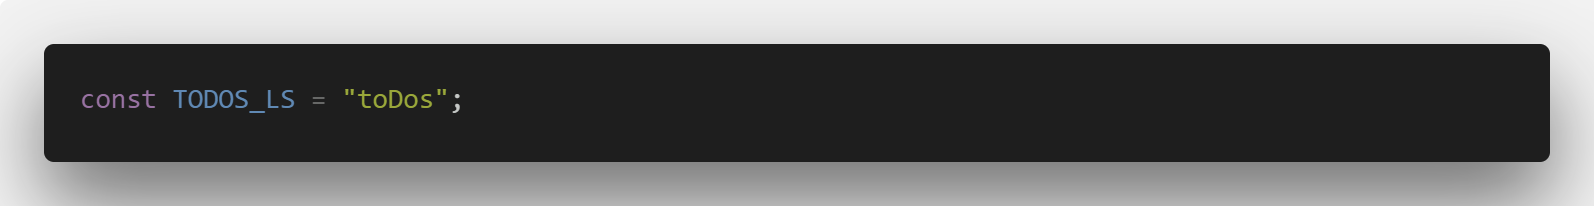 const TODOS_LS = "toDos";